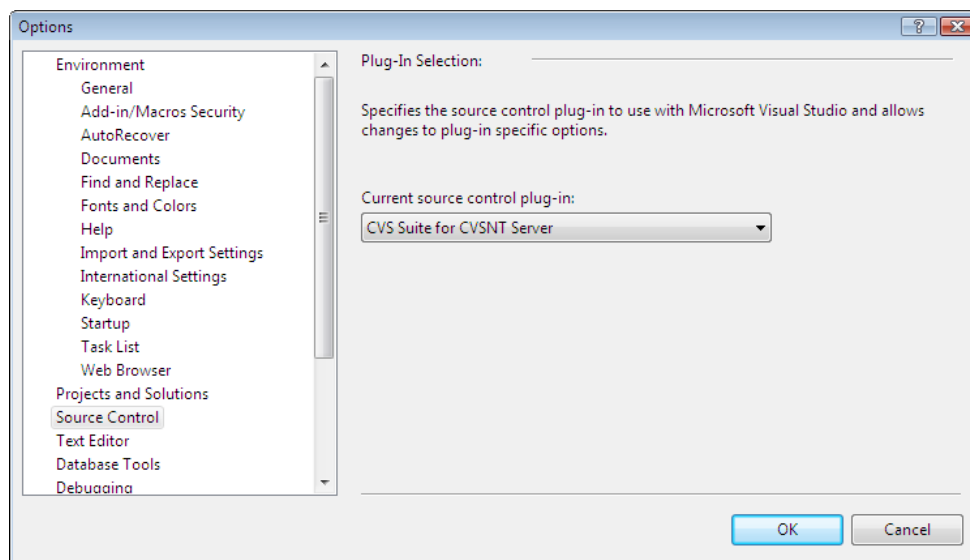 Options
Environment
General
Add-in/Macros Security
AutoRecover
Documents
Find and Replace
Fonts and Colors
Help
Import and Export Settings
International Settings
Keyboard
Startup
Task List
Web Browser
Projects and Solutions
Source Control
Text Editor
Database Tools
Debugging
Plug-In Selection:
Specifies the source control plug-in to use with Microsoft Visual Studio and allows
changes to plug-in specific options.
Current source control plug-in:
CVS Suite for CVSNT Server
OK
Cancel